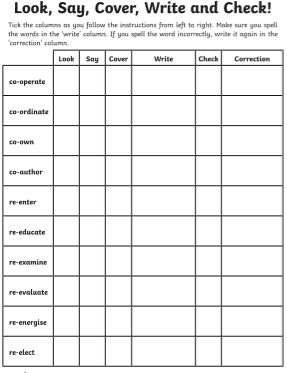 Look, Say, Cover, Write and Check!
Tick the columns as you follow the instructions from left to right. Make sure you spell
the words in the 'write' column. If you spell the word incorrectly, write it again in the
'correction' column.
Look Say Cover Write Check Correction
co-operate
co-ordinate
co-own
co-author
re-enter
re-educate
re-examine
re-evaluate
re-energise
re-elect